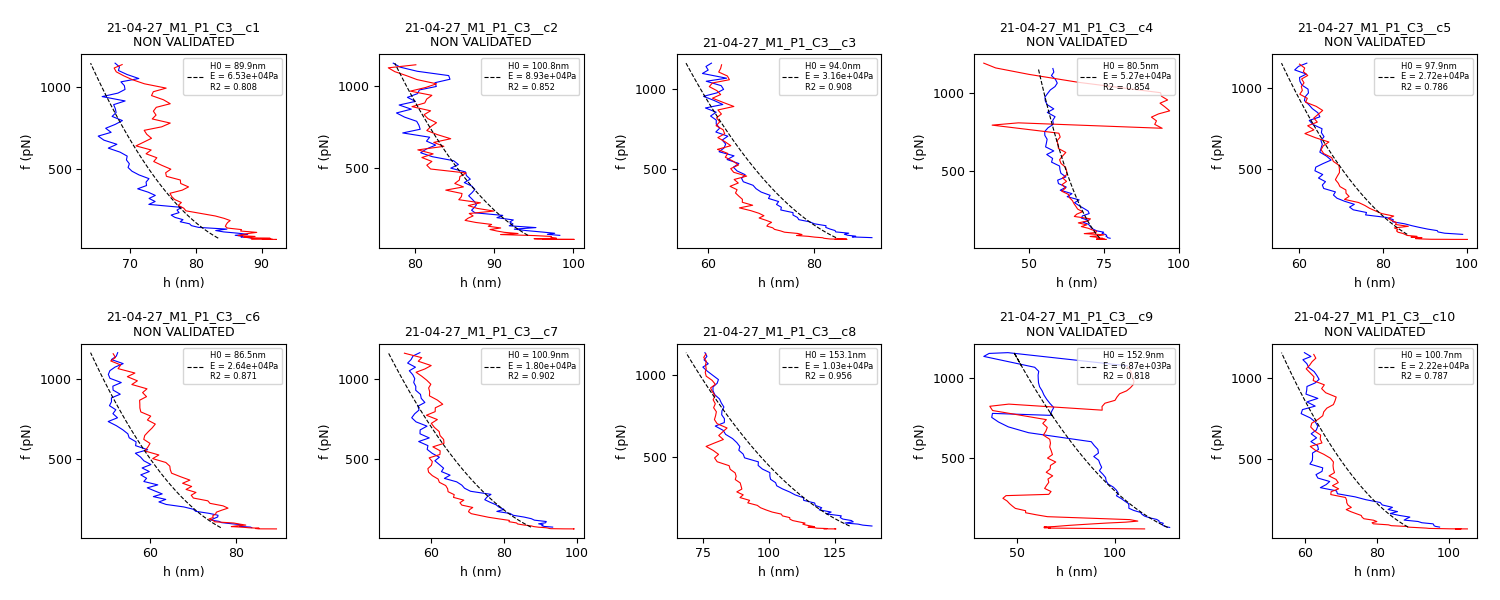 21-04-27_M1_P1_C3__c1
NON VALIDATED
H0 = 89.9nm
E = 6.53e+04Pa
R2 = 0.808
1000
500
f (pN)
70 80 90
h (nm)
21-04-27_M1_P1_C3__c2
NON VALIDATED
H0 = 100.8nm
E = 8.93e+04Pa
R2 = 0.852
1000
500
f (pN)
80 90 100
h (nm)
21-04-27_M1_P1_C3__c3
H0 = 94.0nm
E = 3.16e+04Pa
R2 = 0.908
1000
500
f (pN)
60 80
h (nm)
21-04-27_M1_P1_C3__c4
NON VALIDATED
H0 = 80.5nm
E = 5.27e+04Pa
R2 = 0.854
1000
500
f (pN)
50 75 100
h (nm)
21-04-27_M1_P1_C3__c5
NON VALIDATED
H0 = 97.9nm
E = 2.72e+04Pa
R2 = 0.786
1000
500
f (pN)
60 80 100
h (nm)
21-04-27_M1_P1_C3__c6
NON VALIDATED
H0 = 86.5nm
E = 2.64e+04Pa
R2 = 0.871
1000
500
f (pN)
60 80
h (nm)
21-04-27_M1_P1_C3__c7
H0 = 100.9nm
E = 1.80e+04Pa
R2 = 0.902
1000
500
f (pN)
60 80 100
h (nm)
21-04-27_M1_P1_C3__c8
H0 = 153.1nm
E = 1.03e+04Pa
R2 = 0.956
1000
500
f (pN)
75 100 125
h (nm)
21-04-27_M1_P1_C3__c9
NON VALIDATED
H0 = 152.9nm
E = 6.87e+03Pa
R2 = 0.818
1000
500
f (pN)
50 100
h (nm)
21-04-27_M1_P1_C3__c10
NON VALIDATED
H0 = 100.7nm
E = 2.22e+04Pa
R2 = 0.787
1000
500
f (pN)
60 80 100
h (nm)